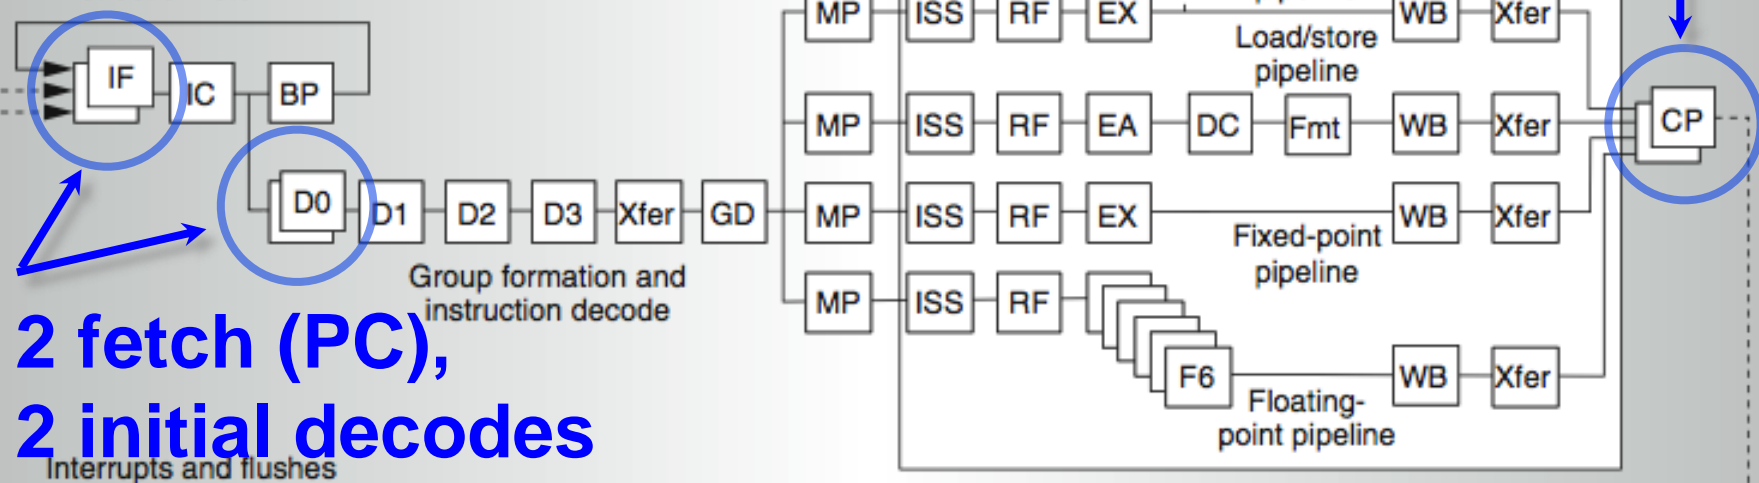 MP ISS RF EX WB Xfer
Load/store
pipeline
IF IC BP
MP ISS RF EA DC Fmt WB Xfer CP
D0 D1 D2 D3 Xfer GD MP ISS RF EX WB Xfer
Fixed-point
pipeline
Group formation and
instruction decode
MP ISS RF
F6 WB Xfer
Floating-
point pipeline
2 fetch (PC),
2 initial decodes
Interrupts and flushes